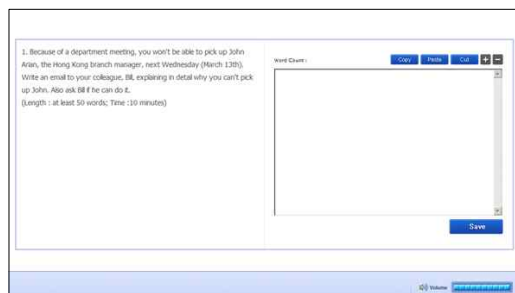 1. Because of a department meeting, you won't be able to pick up John
Aran, the Hong Kong branch manager, next Wednesday (March 13th).
Write an email to your colleague, Bill, explaining in detail why you can't pick
up John. Also ask Bill if he can do it.
(Length : at least 50 words; Time :10 minutes)
Word Count :
Copy Paste Cut + -
Save
Volume